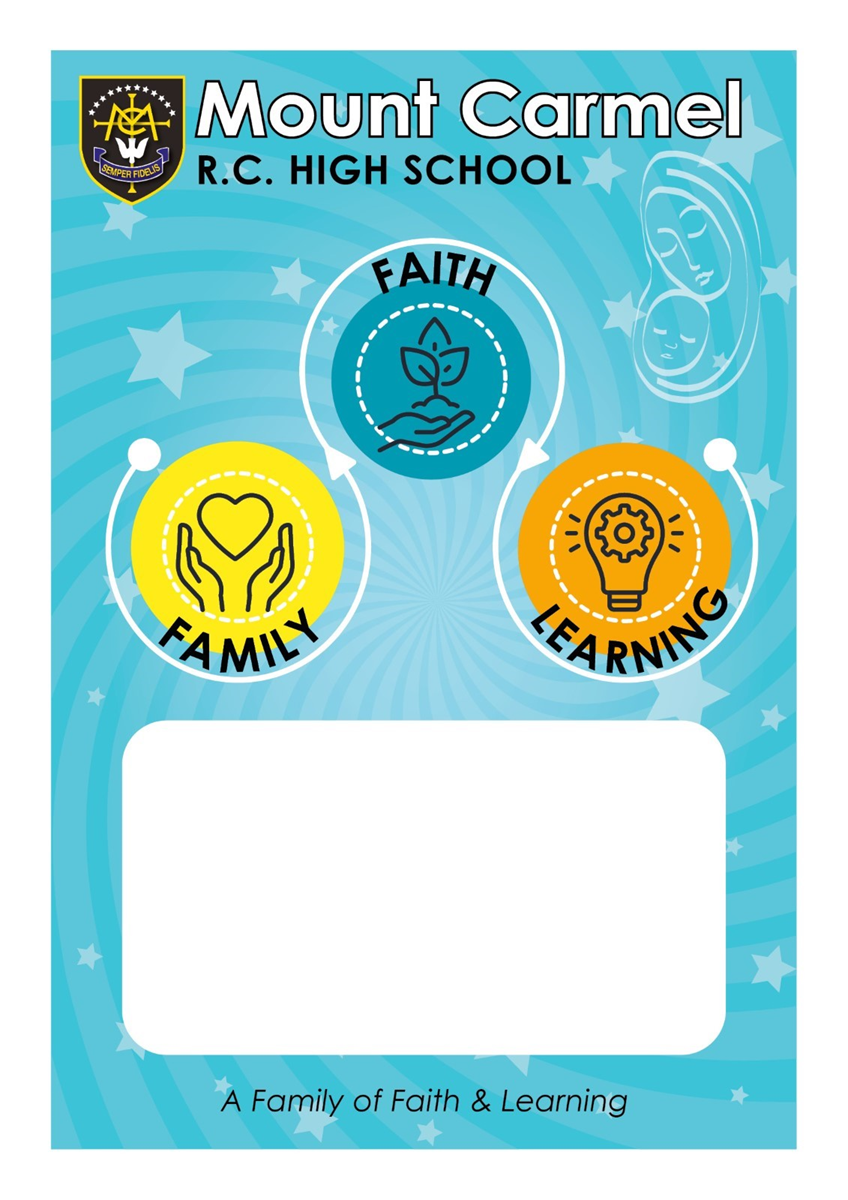 Mount Carmel
R.C. HIGH SCHOOL
SEMPER FIDELIS
FAITH
FAMILY
LEARNING
A Family of Faith & Learning